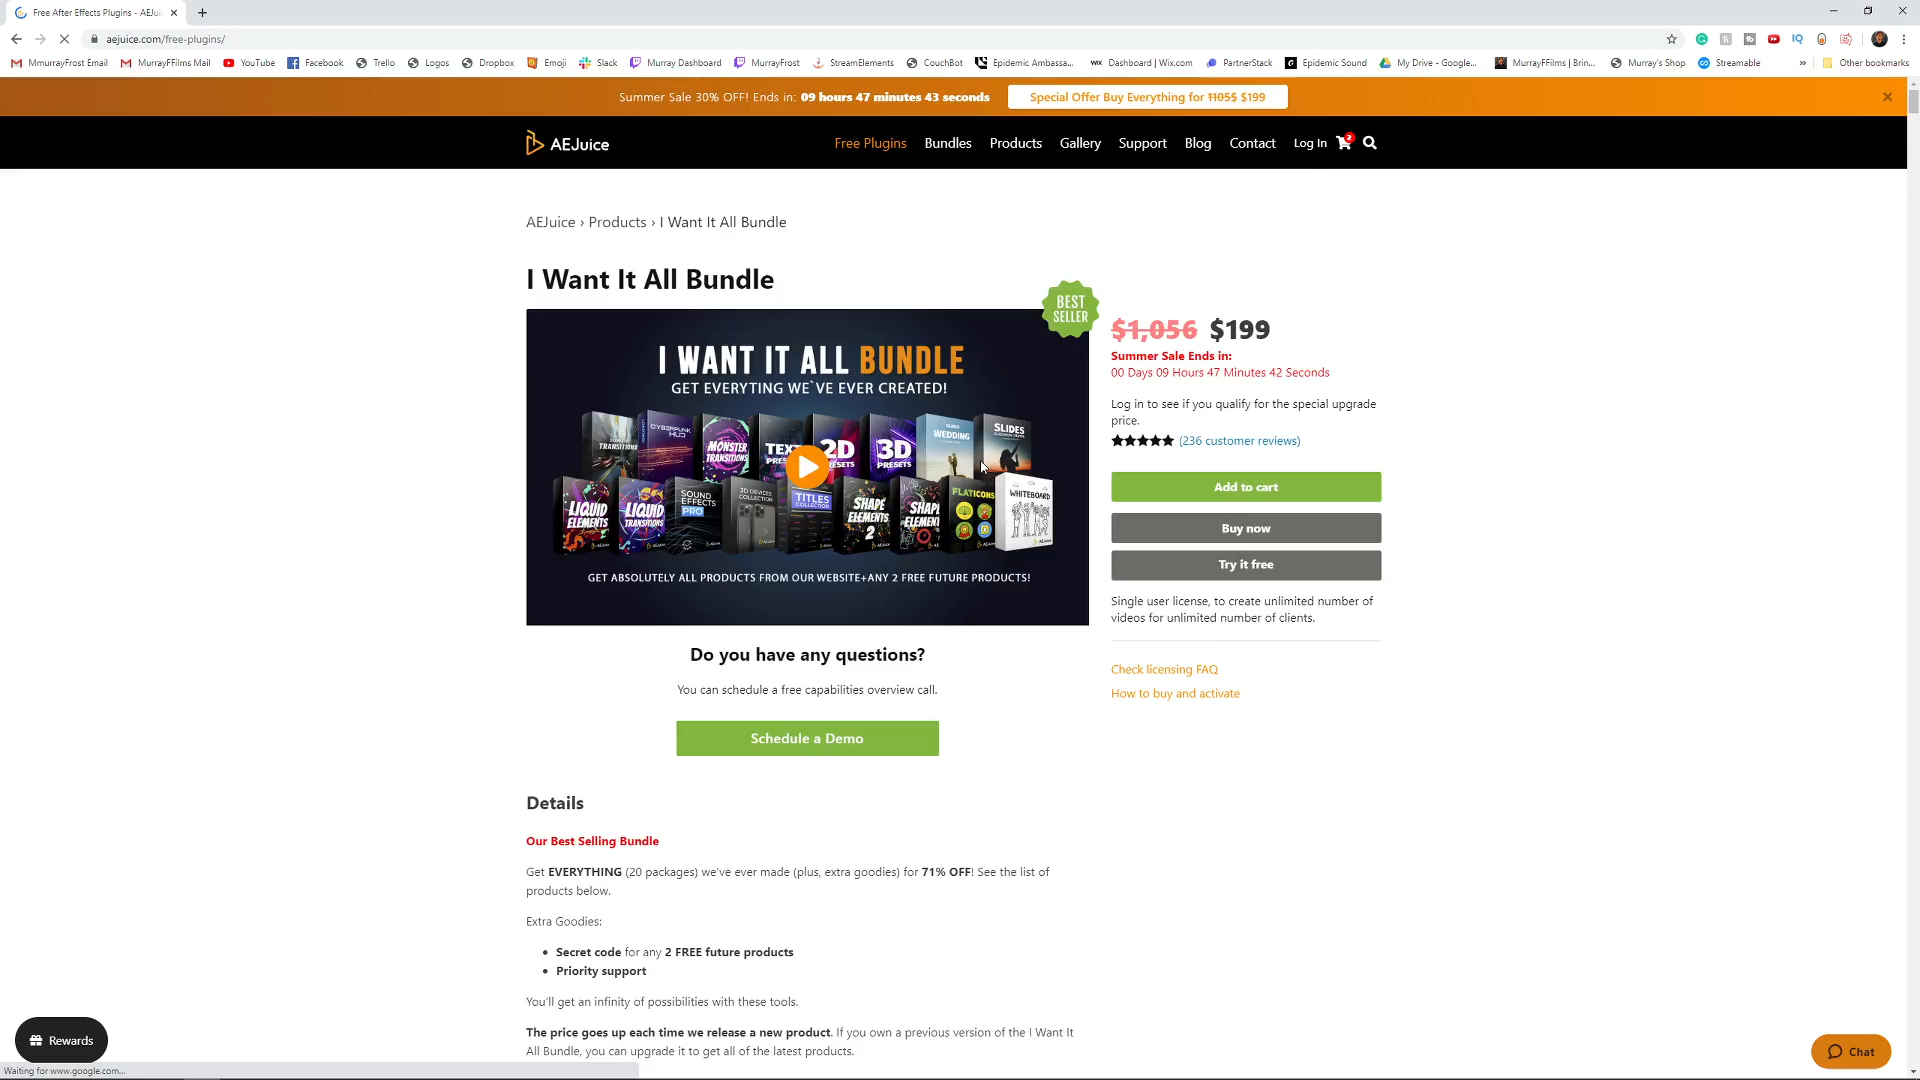 Free After Effects Plugins - AEJuic
aejuice.com/free-plugins/
MmurrayFrost Email
MurrayFFilms Mail
YouTube
Facebook
Trello
Logos
Dropbox
Emoji
Slack
Murray Dashboard
MurrayFrost
StreamElements
CouchBot
Epidemic Ambassa...
Dashboard | Wix.com
PartnerStack
Epidemic Sound
My Drive - Google...
MurrayFFilms | Brin...
Murray's Shop
Streamable
»
Other bookmarks
Summer Sale 30% OFF! Ends in: 09 hours 47 minutes 43 seconds
Special Offer Buy Everything for 1105$ $199
AEJuice
Free Plugins
Bundles
Products
Gallery
Support
Blog
Contact
Log In
2
AEJuice › Products › I Want It All Bundle
I Want It All Bundle
BEST
SELLER
I WANT IT ALL BUNDLE
GET EVERYTING WE`VE EVER CREATED!
TRANSITIONS
CYBERPUNK
HUD
MONSTER
TRANSITIONS
2D
3D
PRESETS
WEDDING
SLIDES
LIQUID
ELEMENTS
LIQUID
TRANSITIONS
SOUND
EFFECTS
PRO
3D DEVICES
COLLECTION
TITLES
COLLECTION
SHAPE
ELEMENTS
2
FLATICONS
WHITEBOARD
GET ABSOLUTELY ALL PRODUCTS FROM OUR WEBSITE+ANY 2 FREE FUTURE PRODUCTS!
$1,056 $199
Summer Sale Ends in:
00 Days 09 Hours 47 Minutes 42 Seconds
Log in to see if you qualify for the special upgrade
price.
(236 customer reviews)
Add to cart
Buy now
Try it free
Single user license, to create unlimited number of
videos for unlimited number of clients.
Check licensing FAQ
How to buy and activate
Do you have any questions?
You can schedule a free capabilities overview call.
Schedule a Demo
Details
Our Best Selling Bundle
Get EVERYTHING (20 packages) we've ever made (plus, extra goodies) for 71% OFF! See the list of
products below.
Extra Goodies:
• Secret code for any 2 FREE future products
• Priority support
You'll get an infinity of possibilities with these tools.
The price goes up each time we release a new product. If you own a previous version of the I Want It
All Bundle, you can upgrade it to get all of the latest products.
Rewards
Chat
Waiting for www.google.com...